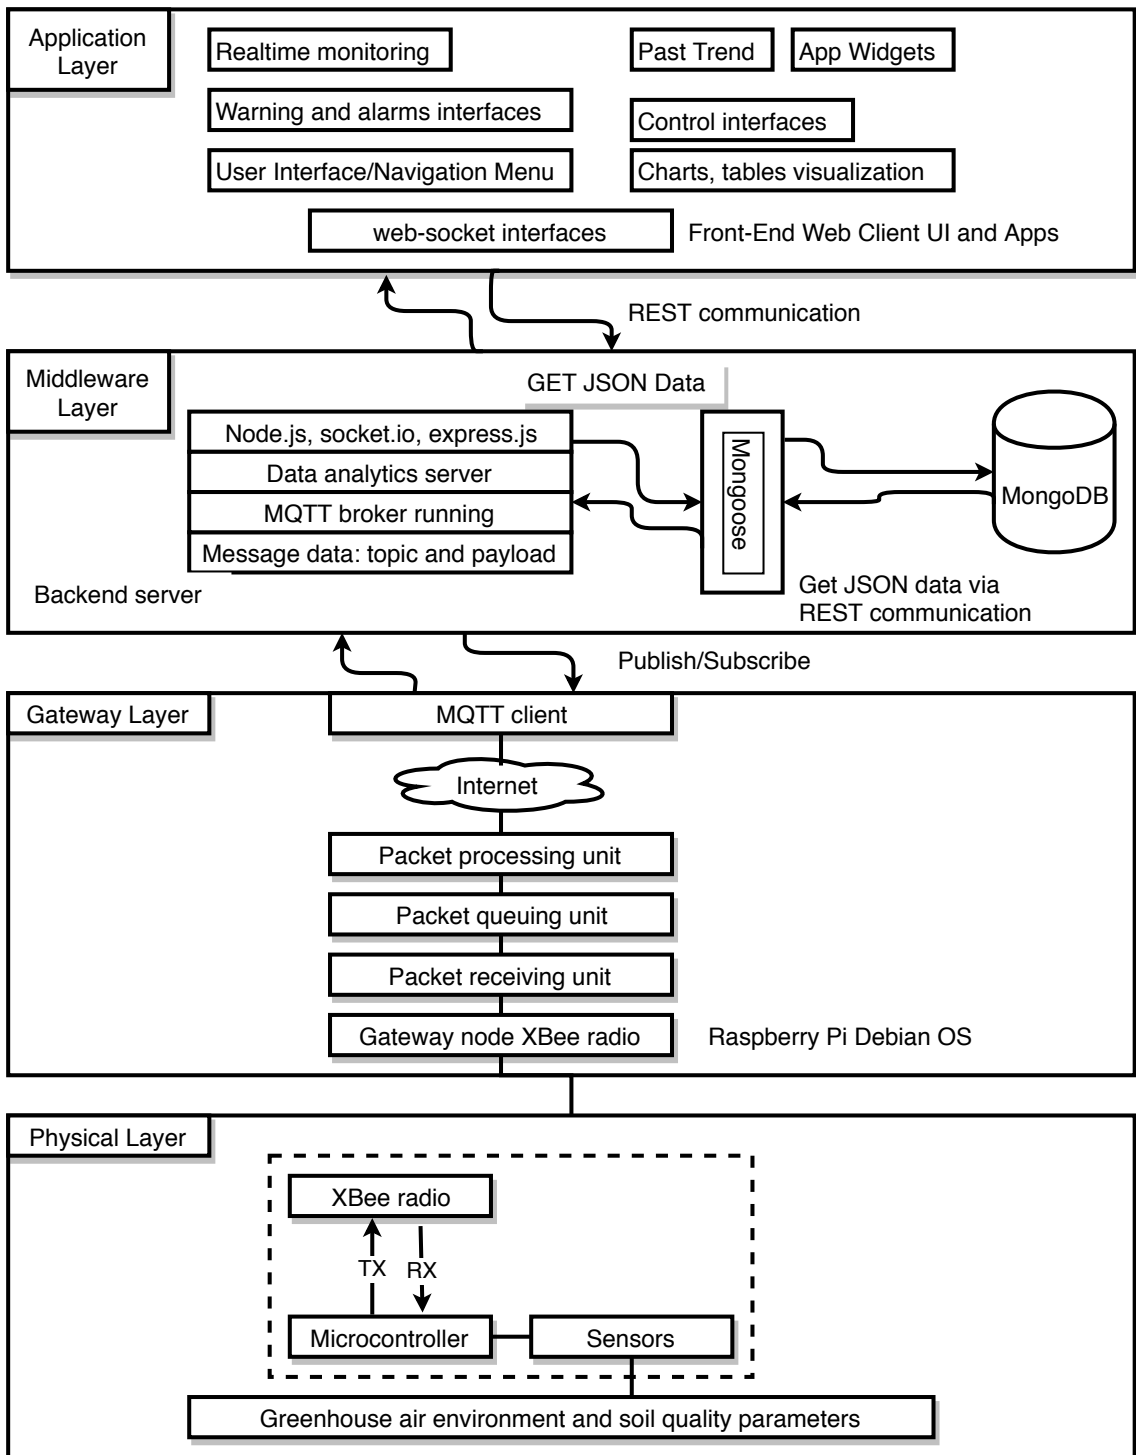 Application
Layer
Realtime monitoring
Past Trend
App Widgets
Warning and alarms interfaces
Control interfaces
User Interface/Navigation Menu
Charts, tables visualization
web-socket interfaces
Front-End Web Client UI and Apps
REST communication
Middleware
Layer
GET JSON Data
Node.js, socket.io, express.js
Data analytics server
MQTT broker running
Message data: topic and payload
Mongoose
MongoDB
Backend server
Get JSON data via
REST communication
Publish/Subscribe
Gateway Layer
MQTT client
Internet
Packet processing unit
Packet queuing unit
Packet receiving unit
Gateway node XBee radio
Raspberry Pi Debian OS
Physical Layer
XBee radio
TX
RX
Microcontroller
Sensors
Greenhouse air environment and soil quality parameters